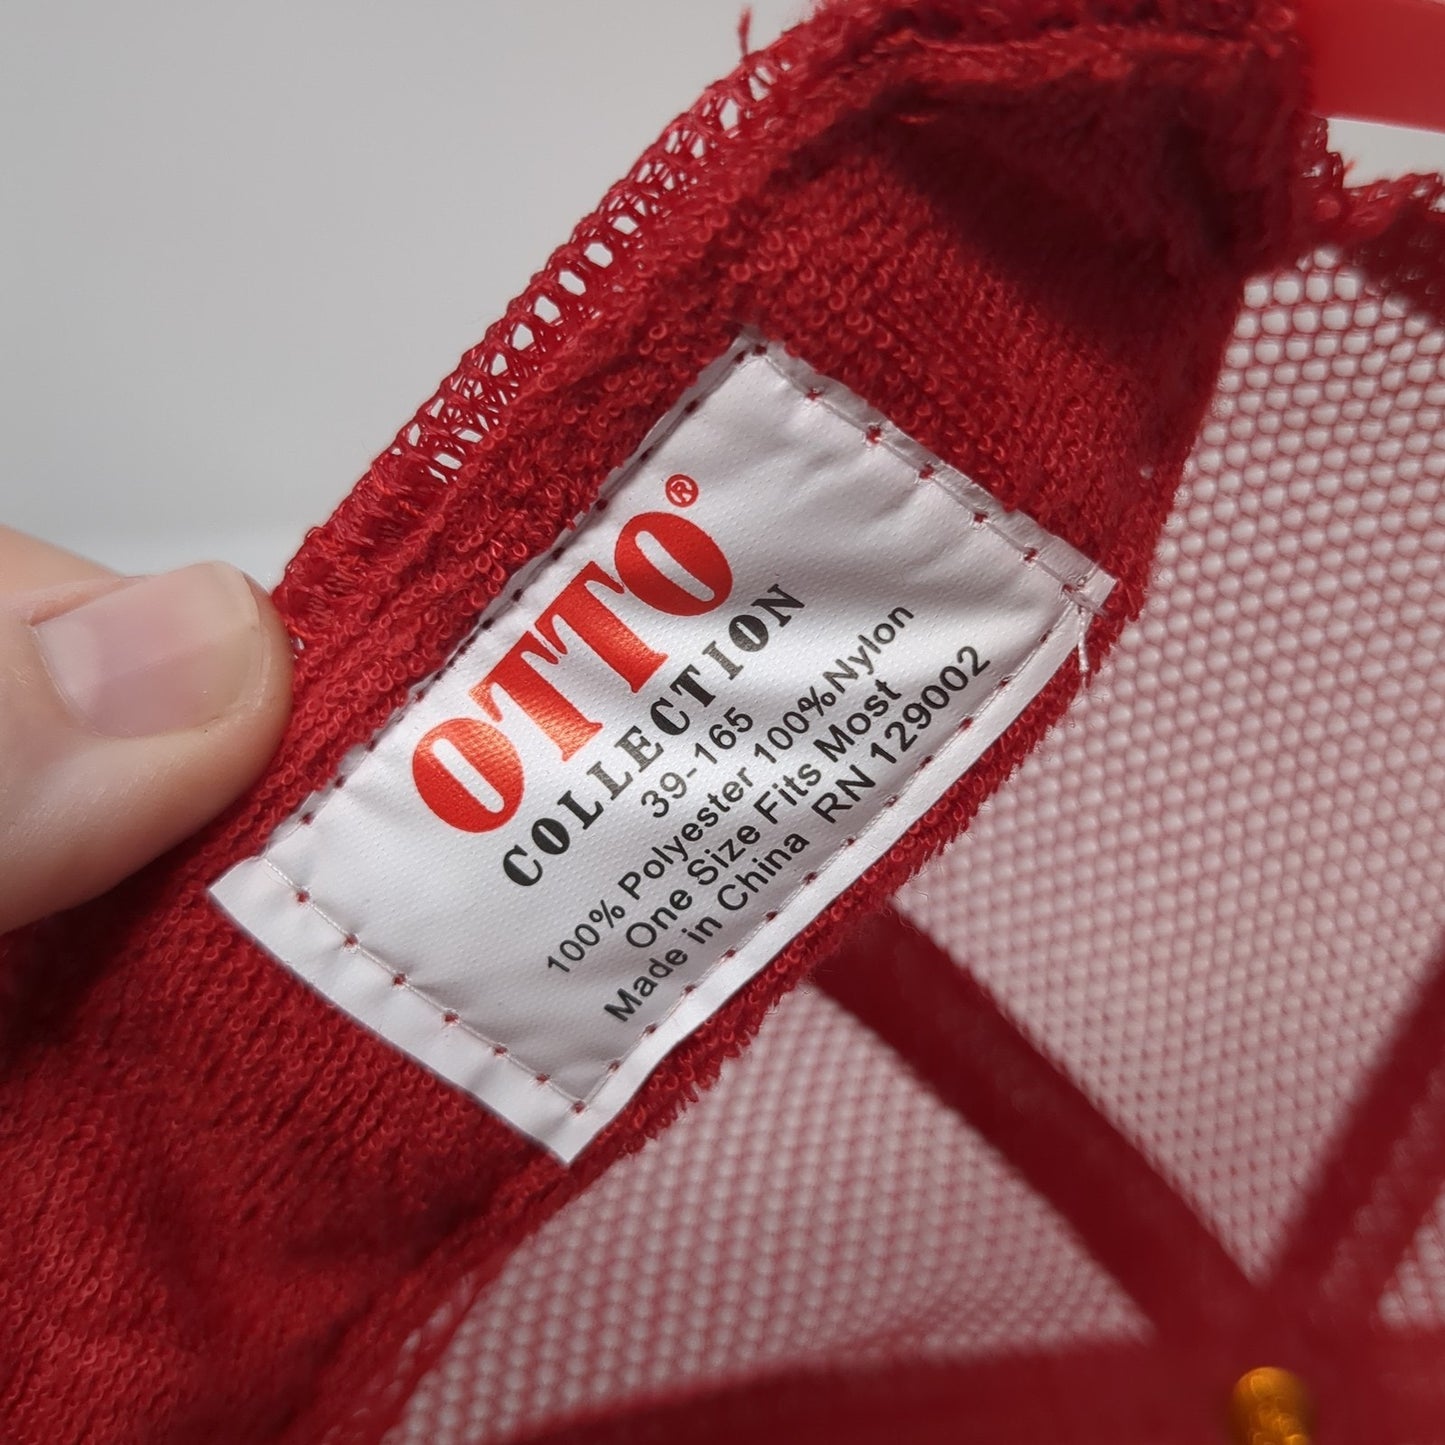 OTTO®
COLLECTION
39-165
100% Polyester 100%Nylon
One Size Fits Most
Made in China RN 129002